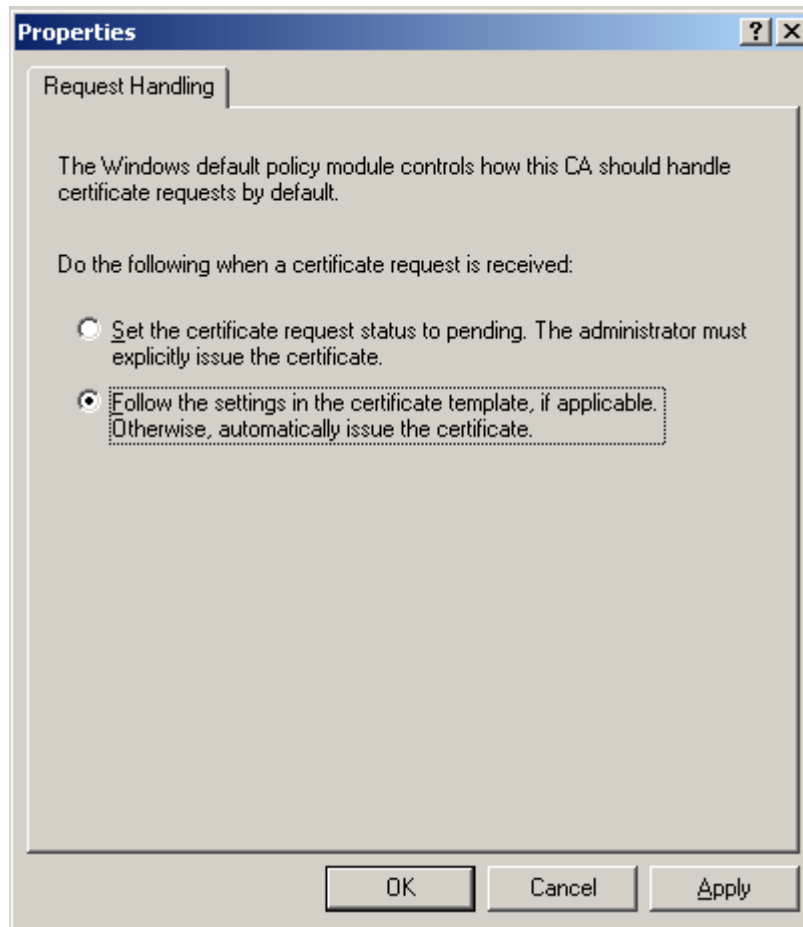 Properties
Request Handling
The Windows default policy module controls how this CA should handle
certificate requests by default.
Do the following when a certificate request is received:
Set the certificate request status to pending. The administrator must
explicitly issue the certificate.
Follow the settings in the certificate template, if applicable.
Otherwise, automatically issue the certificate.
OK Cancel Apply